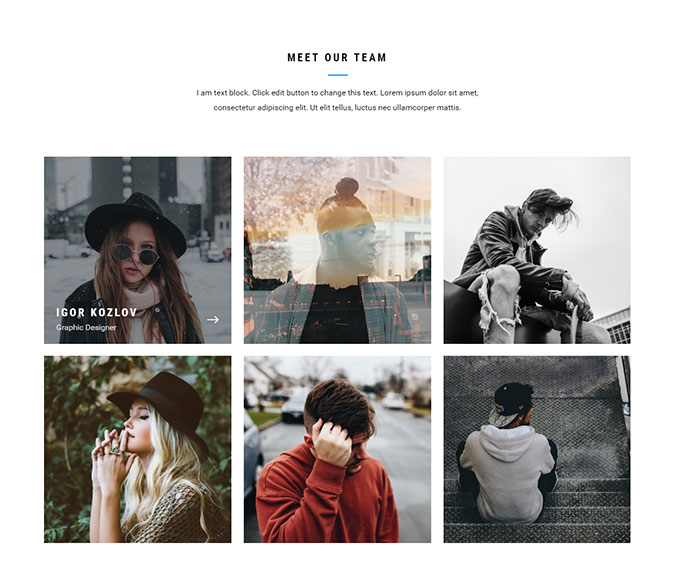 MEET OUR TEAM
I am text block. Click edit button to change this text. Lorem ipsum dolor sit amet,
consectetur adipiscing elit. Ut elit tellus, luctus nec ullamcorper mattis.
IGOR KOZLOV
Graphic Designer